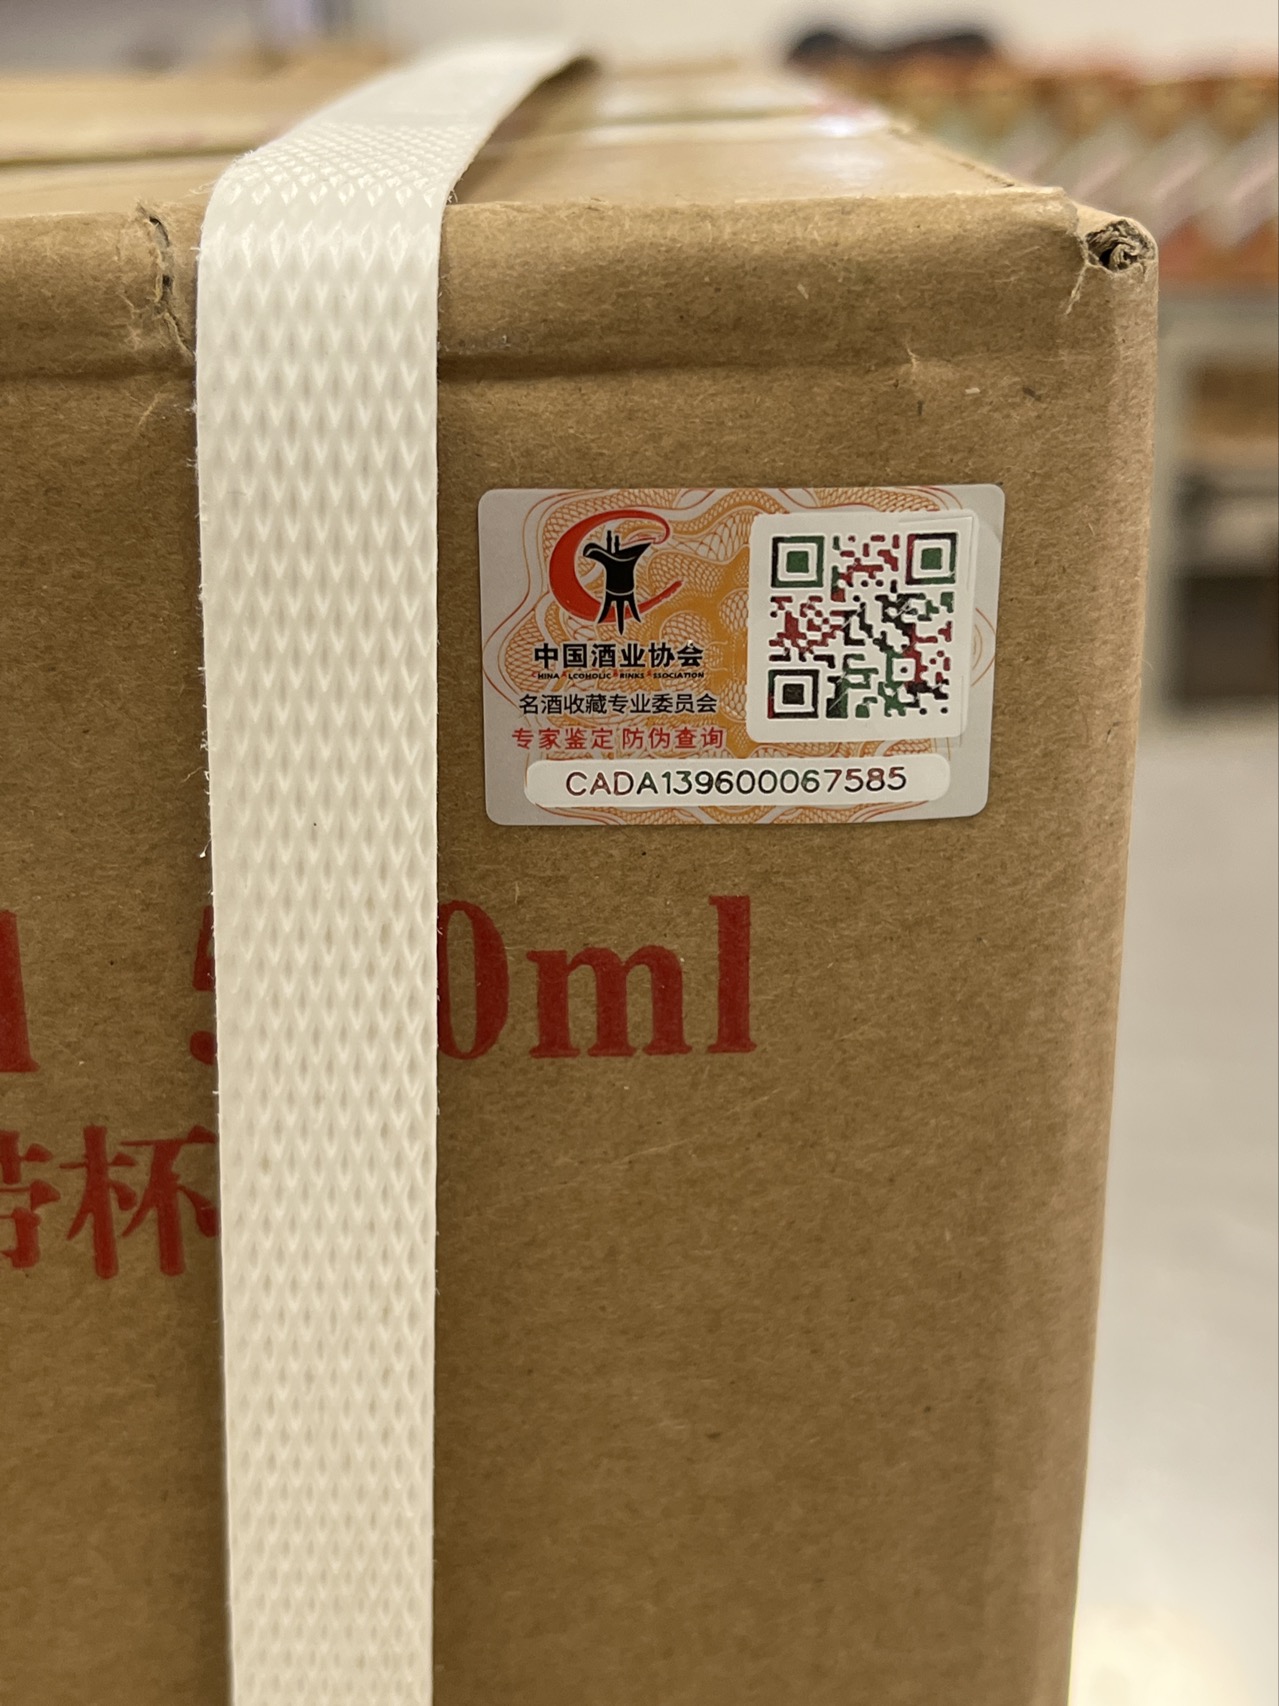 中国酒业协会
CHINA ALCOHOLIC DRINKS ASSOCIATION
名酒收藏专业委员会
专家鉴定 防伪查询
CADA139600067585
0ml
带杯